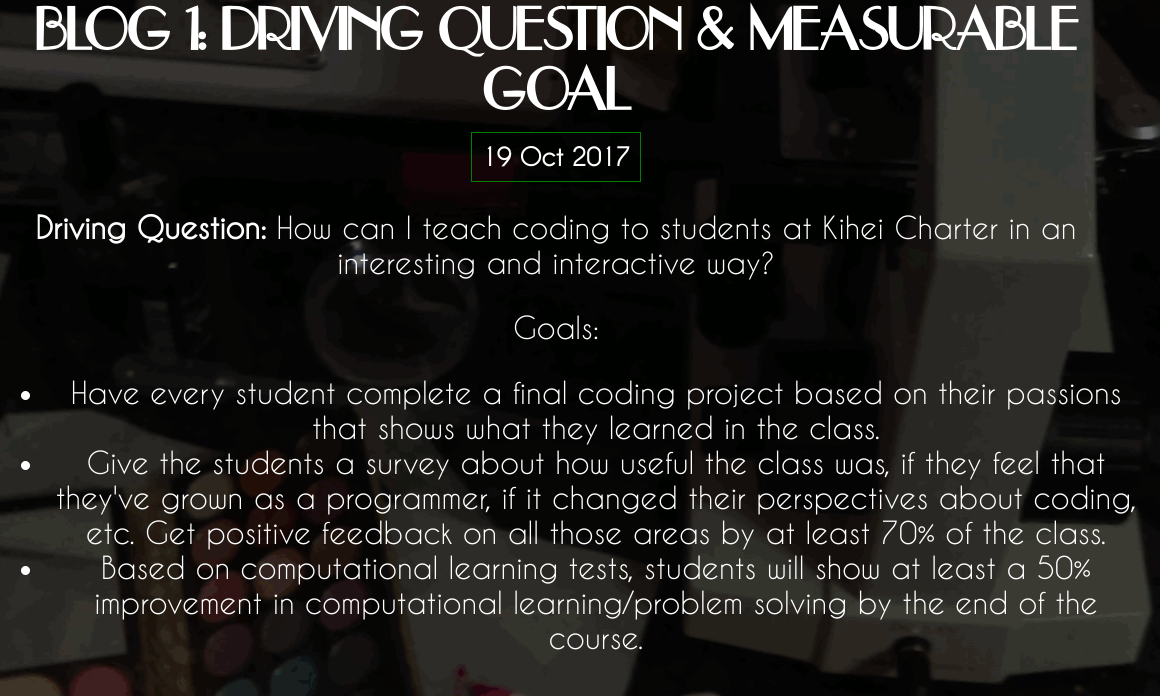 BLOG 1: DRIVING QUESTION & MEASURABLE
GOAL
19 Oct 2017
Driving Question: How can I teach coding to students at Kihei Charter in an
interesting and interactive way?
Goals:
• Have every student complete a final coding project based on their passions
that shows what they learned in the class.
• Give the students a survey about how useful the class was, if they feel that
they've grown as a programmer, if it changed their perspectives about coding,
etc. Get positive feedback on all those areas by at least 70% of the class.
• Based on computational learning tests, students will show at least a 50%
improvement in computational learning/problem solving by the end of the
course.